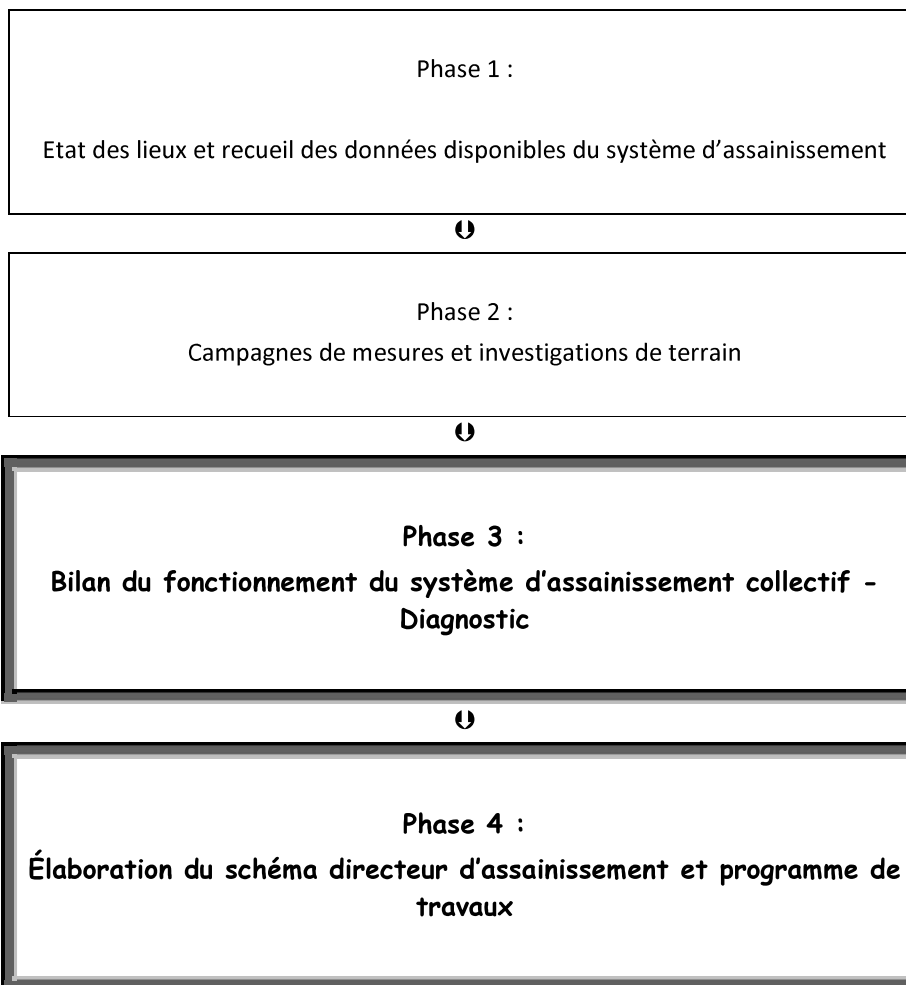 Phase 1 :
Etat des lieux et recueil des données disponibles du système d’assainissement
Phase 2 :
Campagnes de mesures et investigations de terrain
Phase 3 :
Bilan du fonctionnement du système d’assainissement collectif -
Diagnostic
Phase 4 :
Élaboration du schéma directeur d’assainissement et programme de
travaux